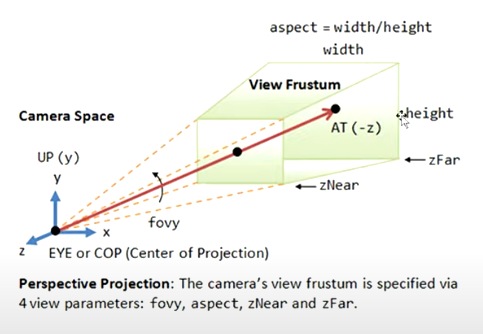 aspect = width/height
width
View Frustum
Camera Space
height
AT (-z)
UP (y)
zFar
y
zNear
fovy
x
z
EYE or COP (Center of Projection)
Perspective Projection: The camera's view frustum is specified via
4 view parameters: fovy, aspect, zNear and zFar.